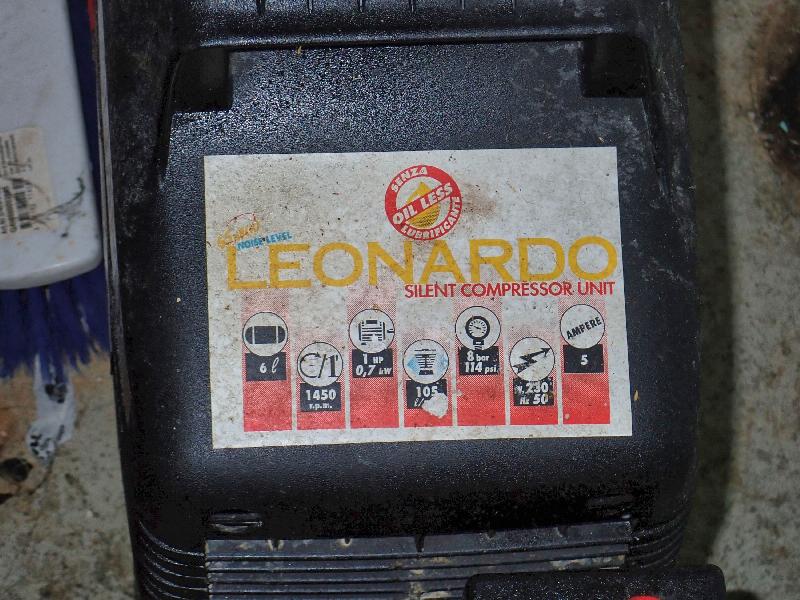 SENZA
OIL LESS
LUBRIFICANTE
NOISE LEVEL
LEONARDO
SILENT COMPRESSOR UNIT
6 ℓ
C/1'
1450
r.p.m.
1 HP
0,7 kW
105
8 bar
114 psi.
V. 230
Hz 50
AMPERE
5